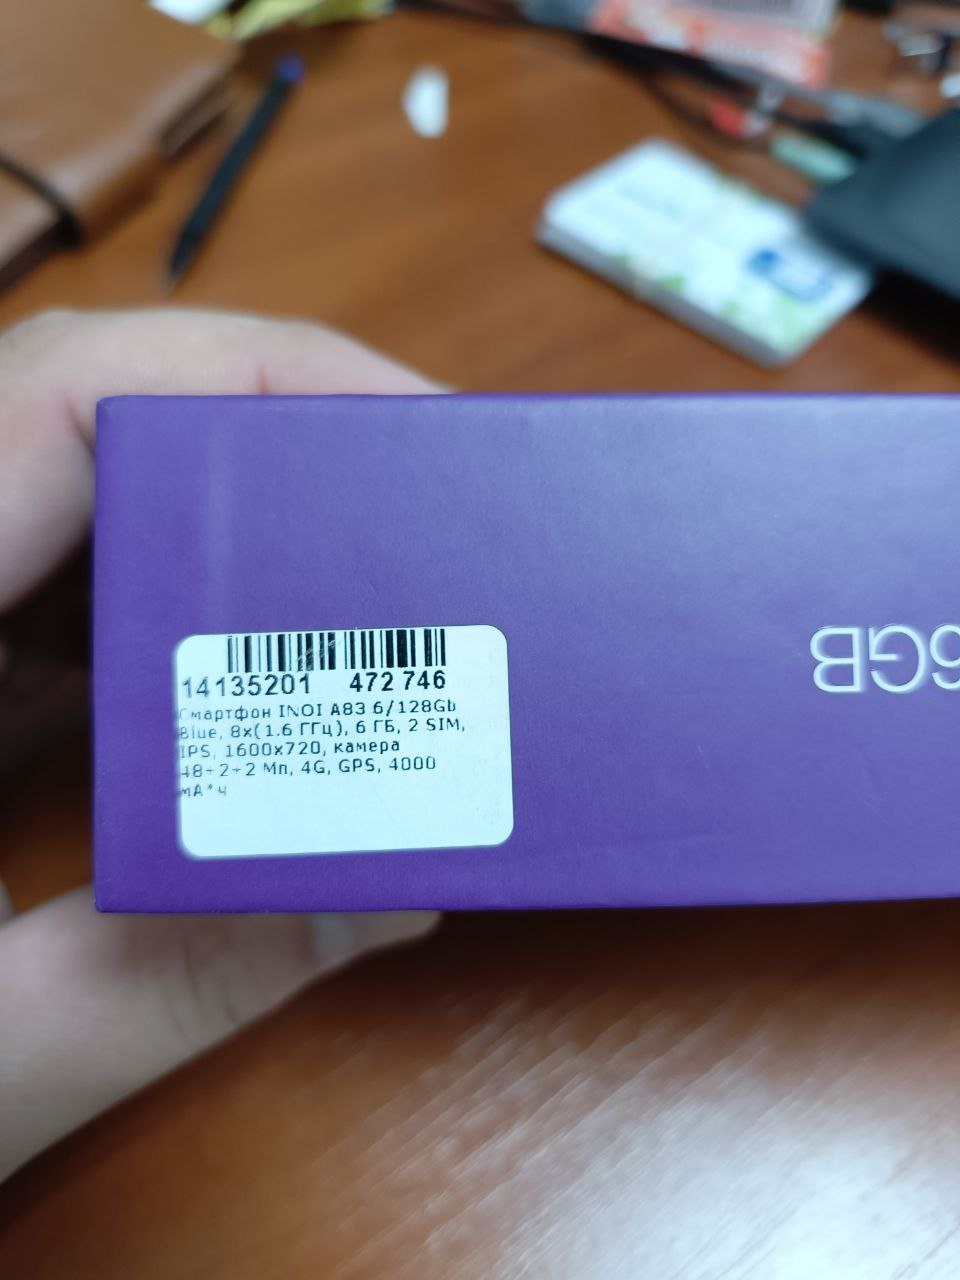 14135201 472 746
Смартфон INOI A83 6/128Gb
Blue, 8x(1.6 ГГц), 6 ГБ, 2 SIM,
IPS, 1600x720, камера
48+2+2 Мп, 4G, GPS, 4000
мА*ч
6GB